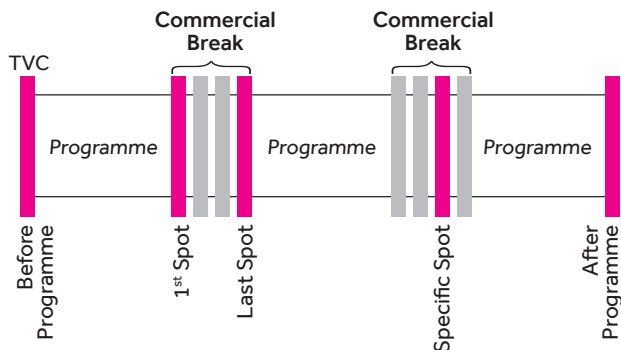 Commercial
Break
Commercial
Break
TVC
Programme
Programme
Programme
Before
Programme
1st Spot
Last Spot
Specific Spot
After
Programme